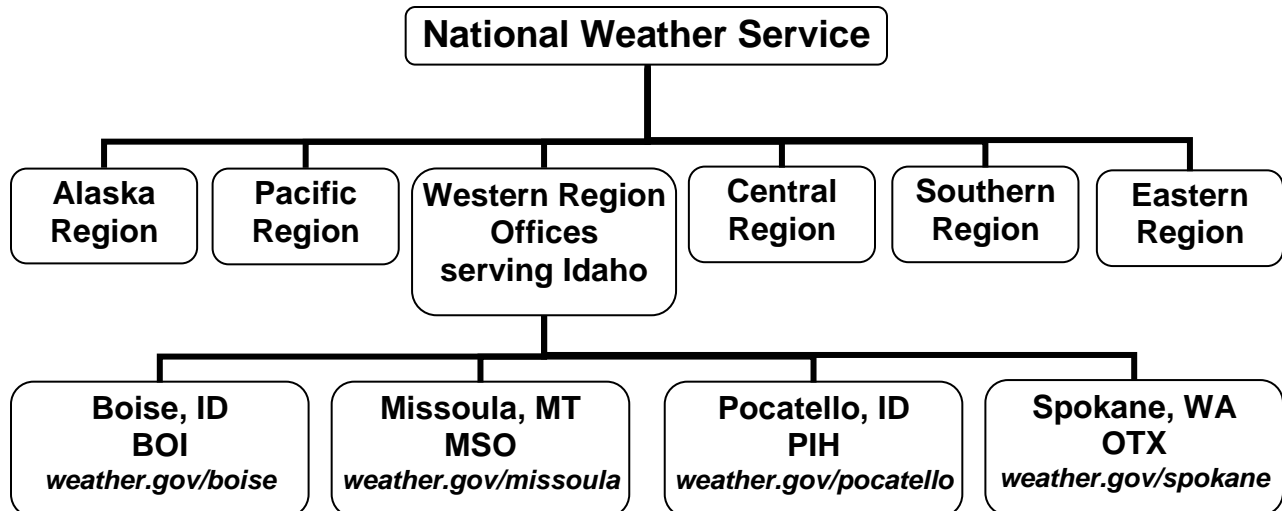 National Weather Service
Alaska
Region
Pacific
Region
Western Region
Offices
serving Idaho
Central
Region
Southern
Region
Eastern
Region
Boise, ID
BOI
weather.gov/boise
Missoula, MT
MSO
weather.gov/missoula
Pocatello, ID
PIH
weather.gov/pocatello
Spokane, WA
OTX
weather.gov/spokane